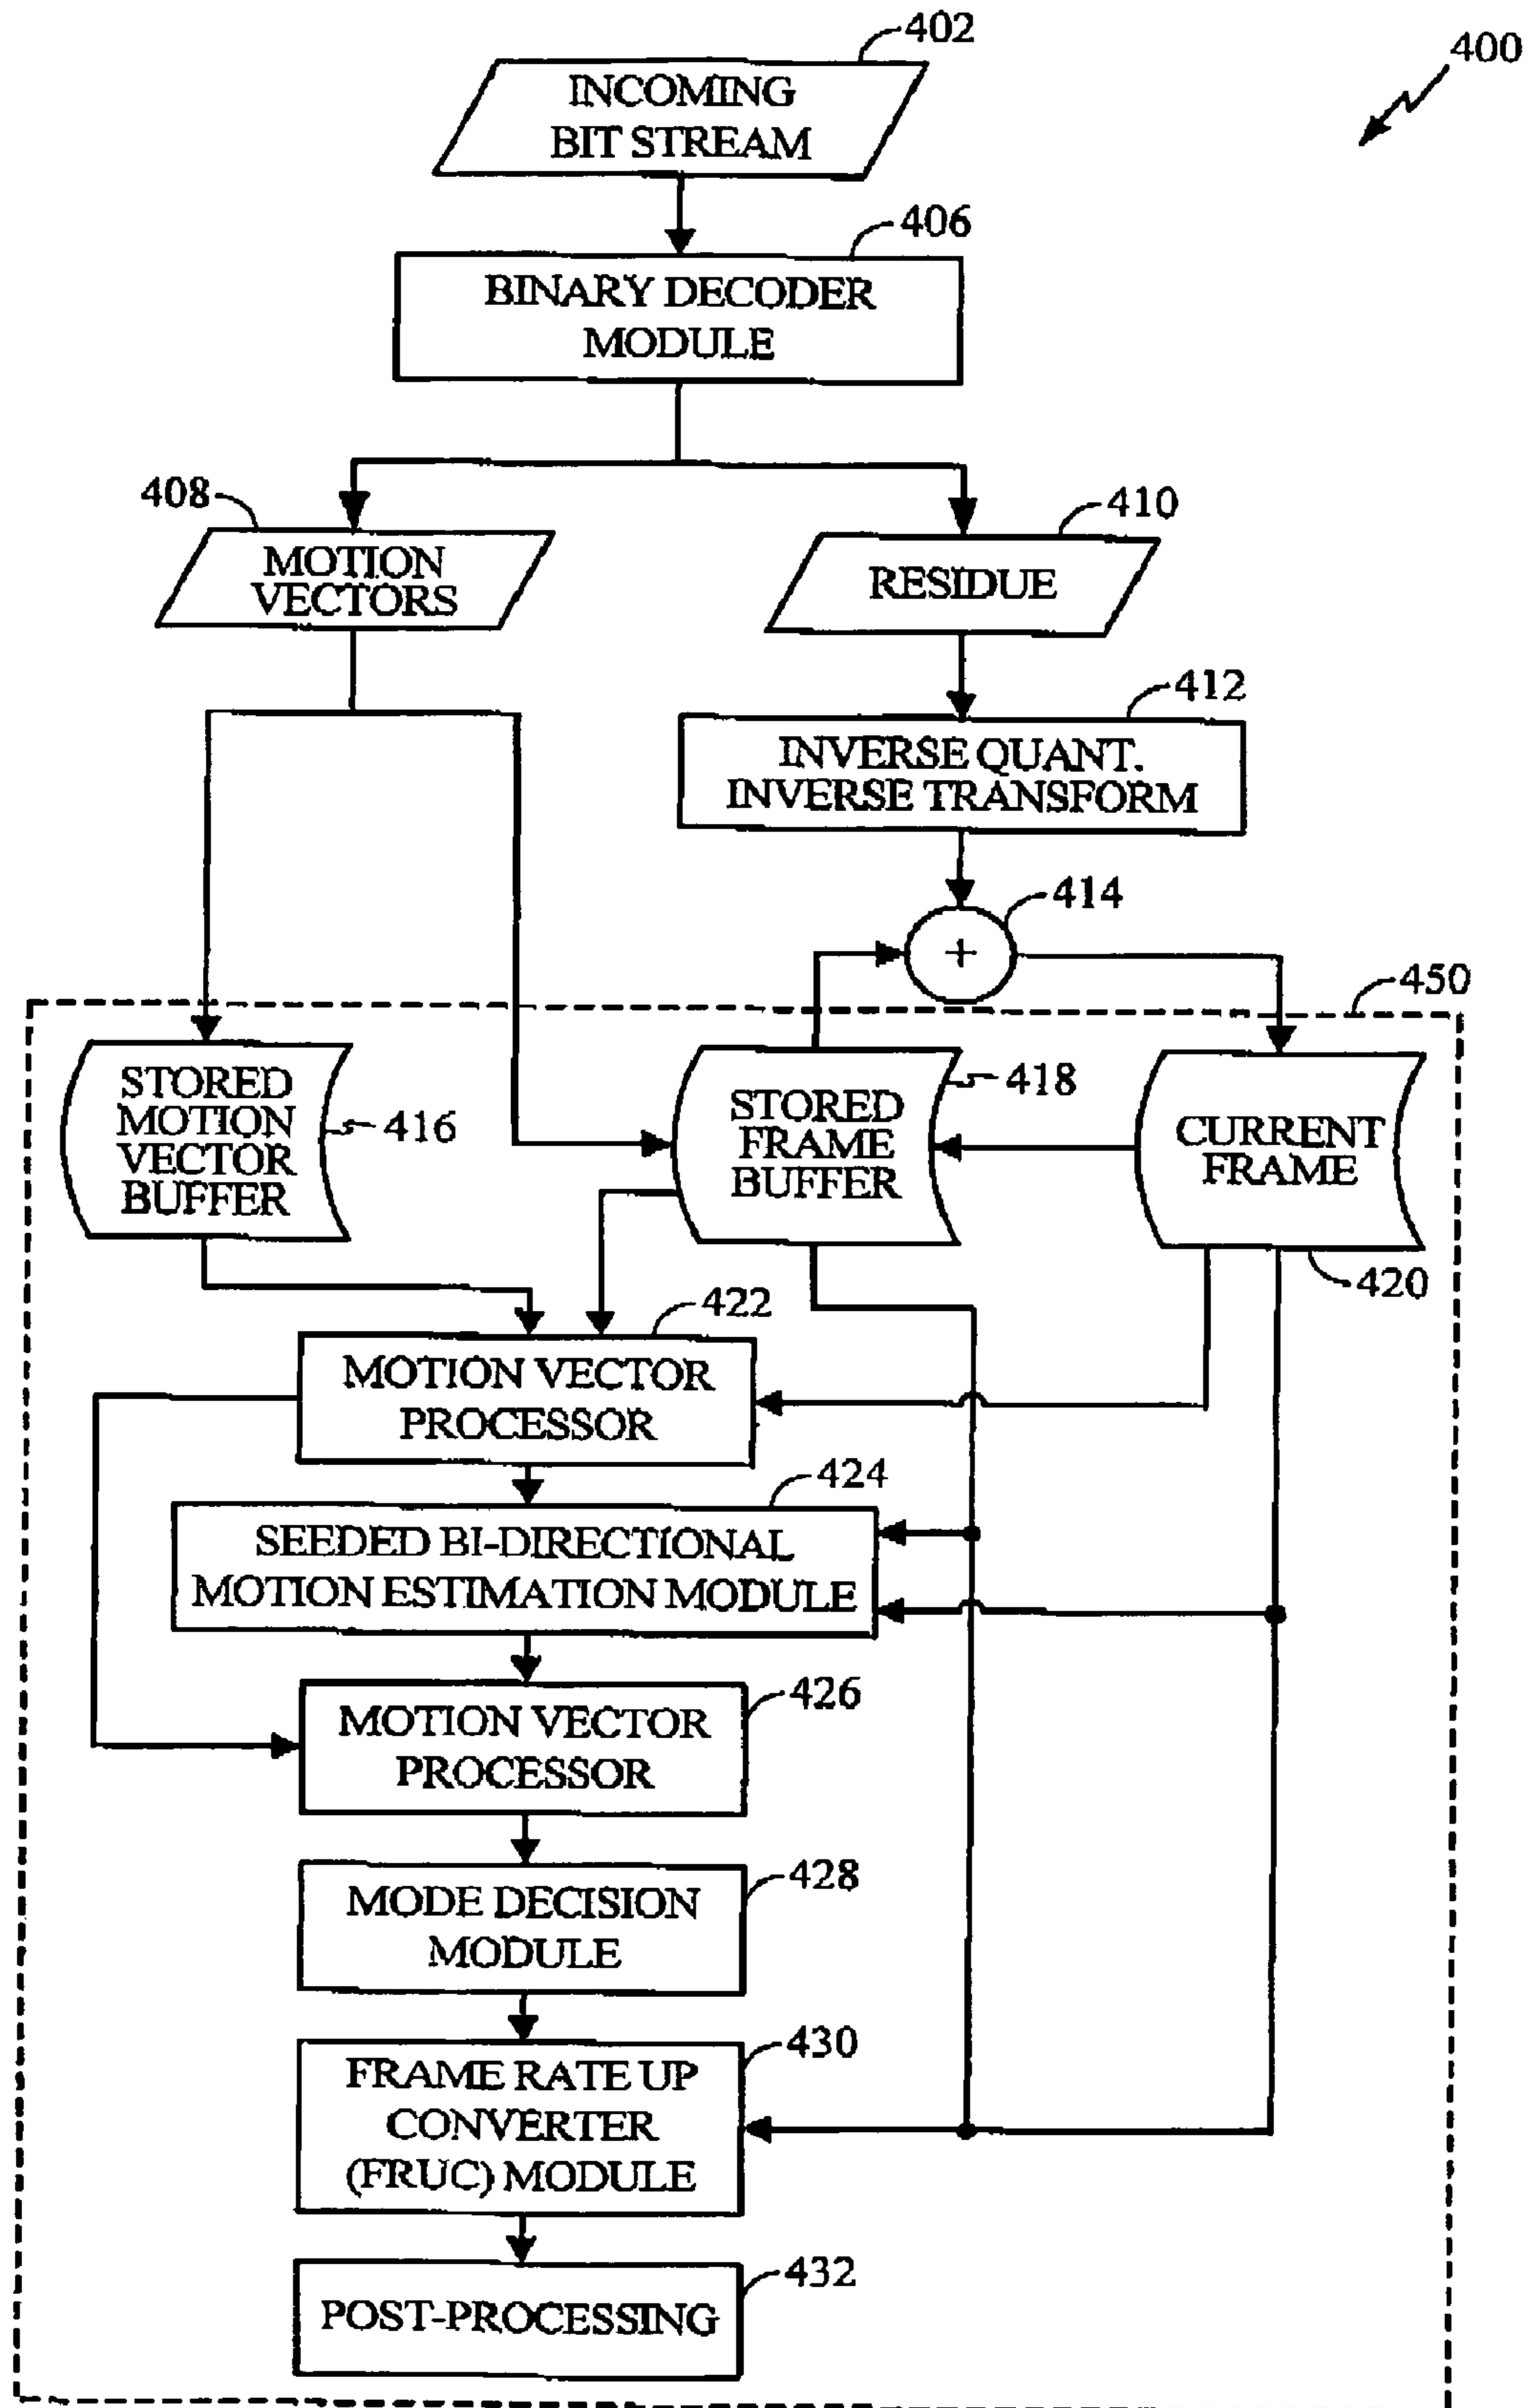 402
400
INCOMING
BIT STREAM
406
BINARY DECODER
MODULE
408
410
MOTION
VECTORS
RESIDUE
412
INVERSE QUANT.
INVERSE TRANSFORM
414
+
450
STORED
MOTION
VECTOR
BUFFER
416
STORED
FRAME
BUFFER
418
CURRENT
FRAME
420
422
MOTION VECTOR
PROCESSOR
424
SEEDED BI-DIRECTIONAL
MOTION ESTIMATION MODULE
426
MOTION VECTOR
PROCESSOR
428
MODE DECISION
MODULE
430
FRAME RATE UP
CONVERTER
(FRUC) MODULE
432
POST-PROCESSING